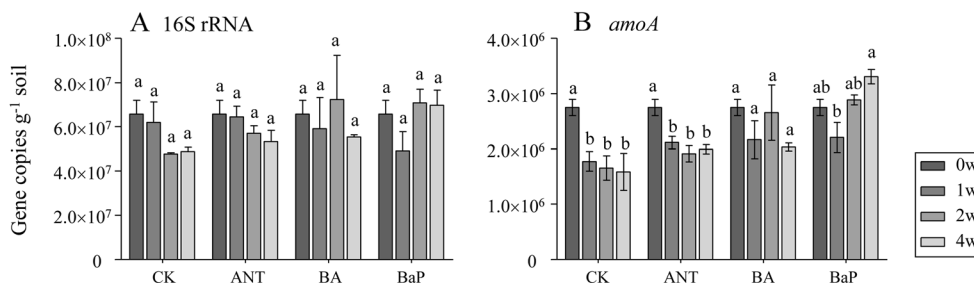 A 16S rRNA
Gene copies g⁻¹ soil
1.0×10⁸
8.0×10⁷
6.0×10⁷
4.0×10⁷
2.0×10⁷
0
a a a a
a a a a
a a a a
a a a a
CK ANT BA BaP
B amoA
4.0×10⁶
3.0×10⁶
2.0×10⁶
1.0×10⁶
0
a b b b
a b b b
a a a a
ab b ab a
CK ANT BA BaP
0w
1w
2w
4w